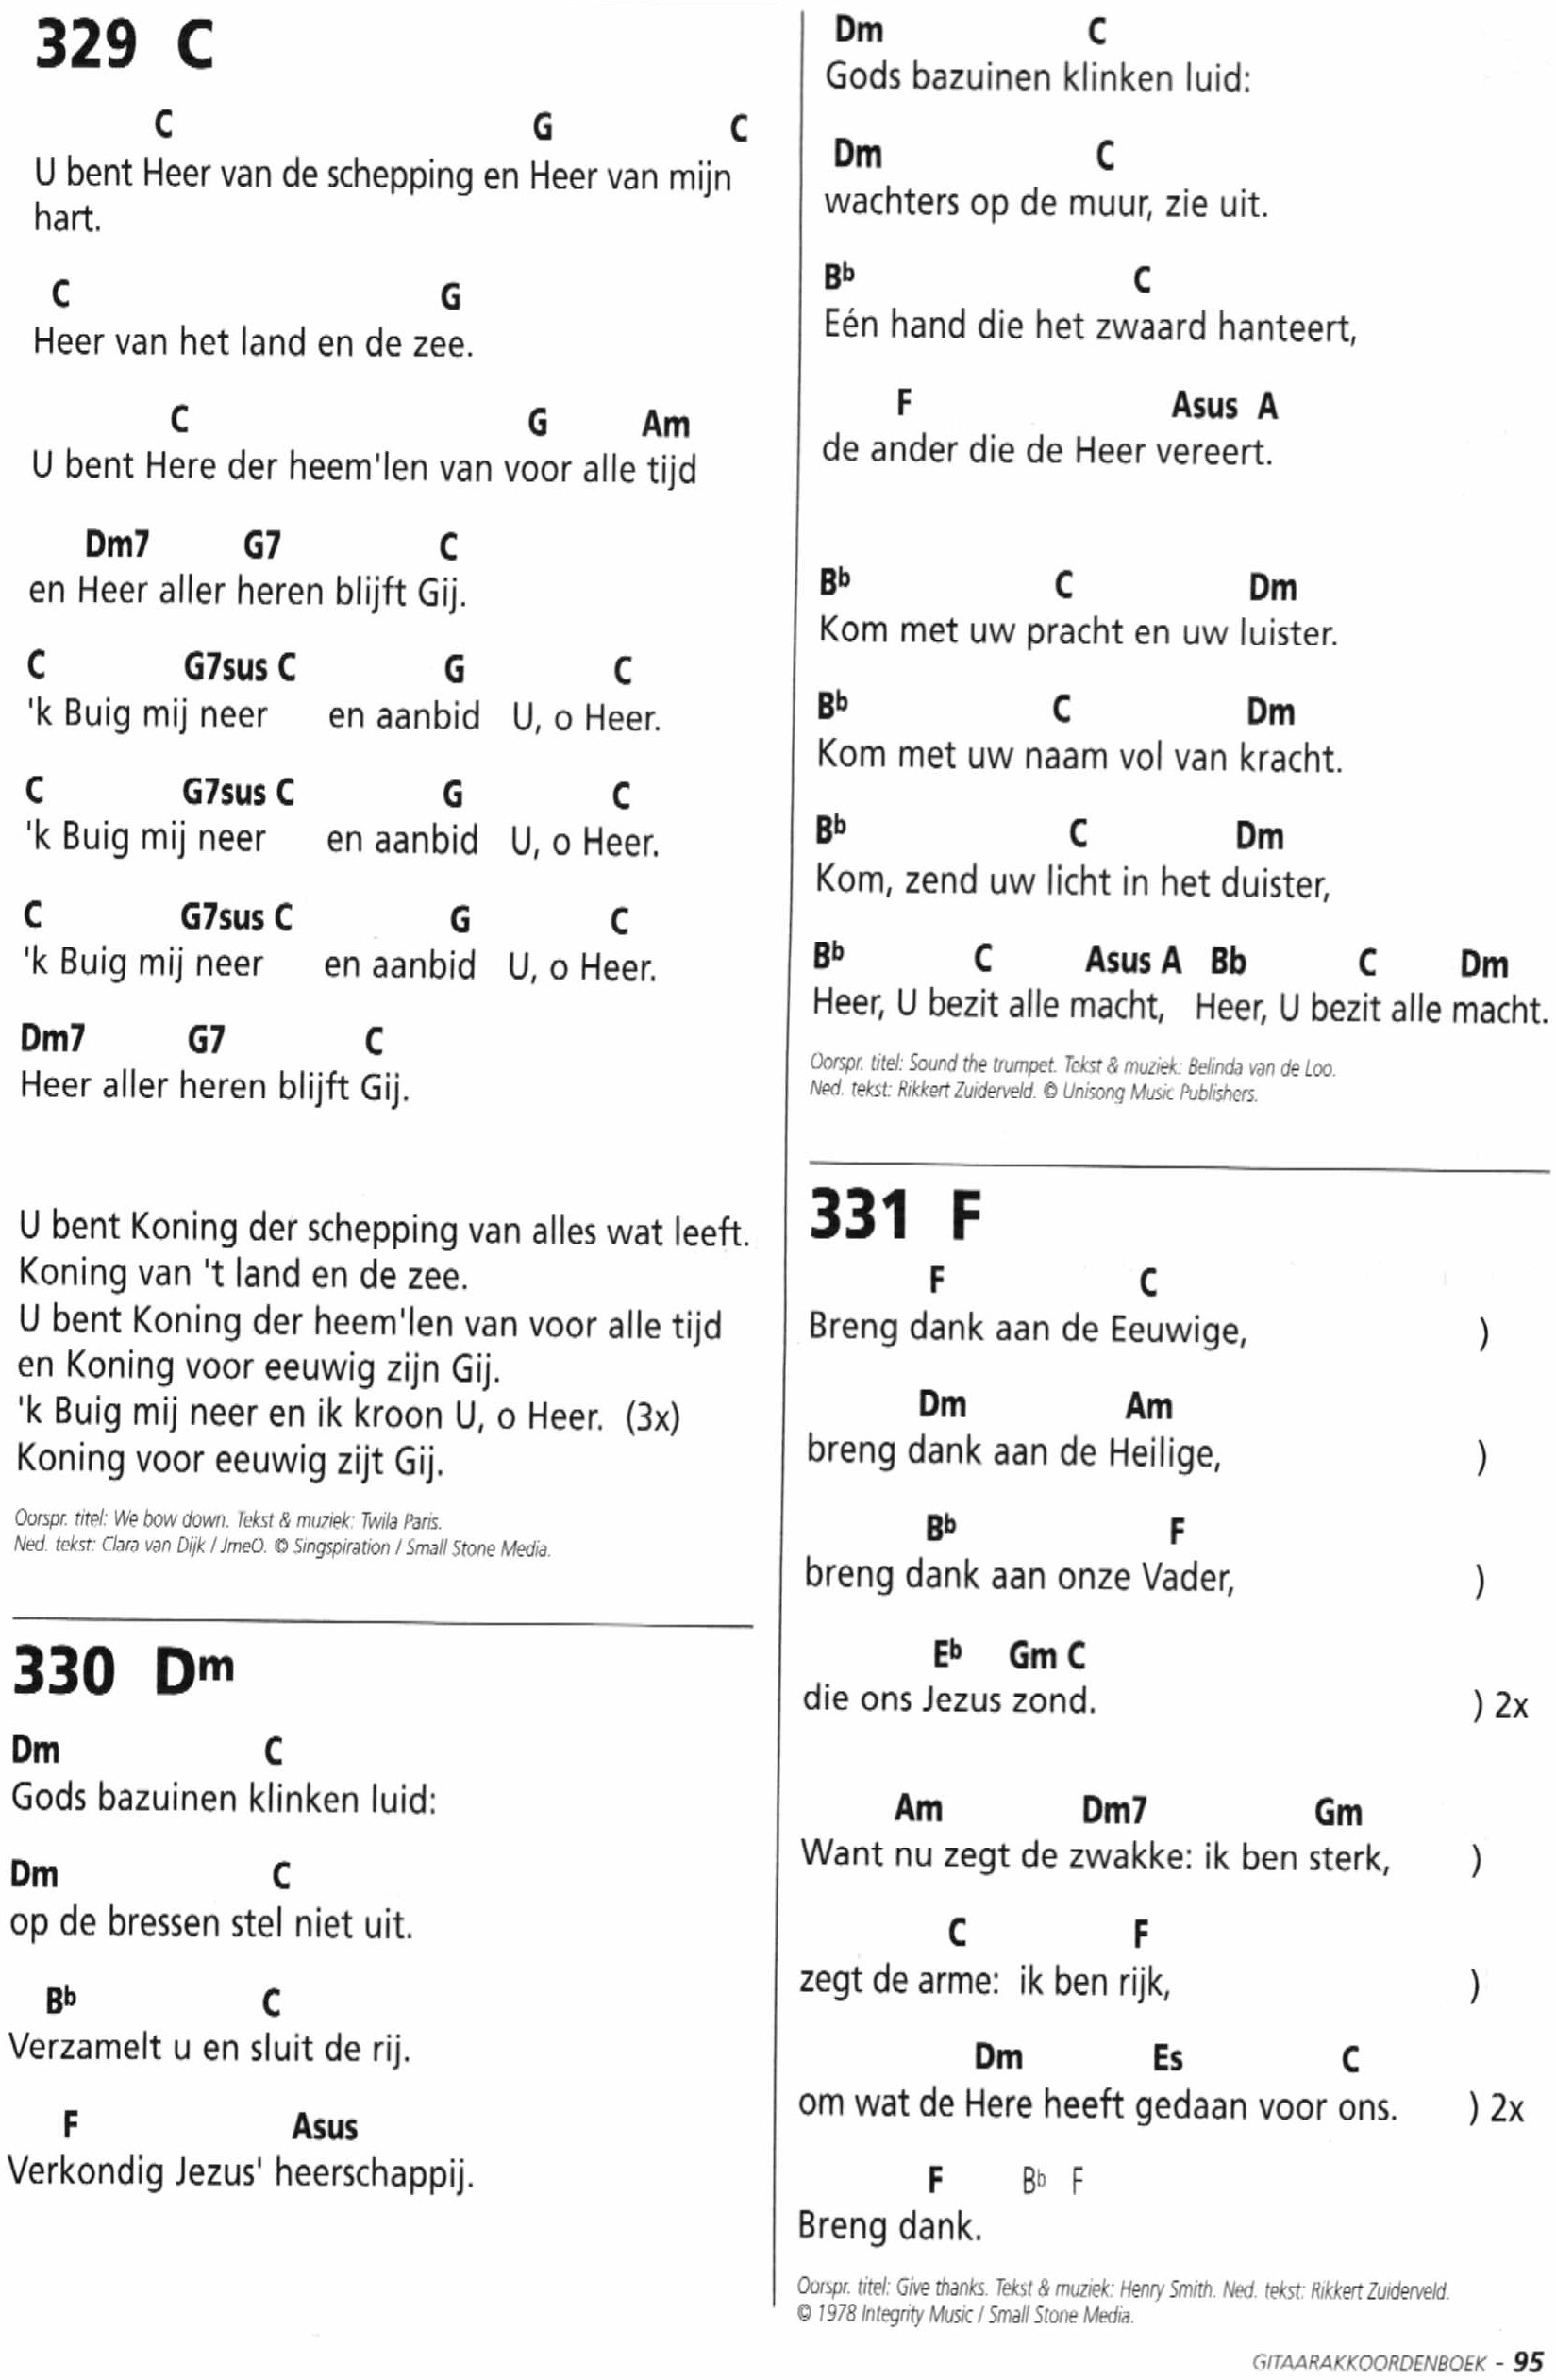 329 C
C G C
U bent Heer van de schepping en Heer van mijn
hart.
C G
Heer van het land en de zee.
C G Am
U bent Here der heem'len van voor alle tijd
Dm7 G7 C
en Heer aller heren blijft Gij.
C G7sus C G C
'k Buig mij neer en aanbid U, o Heer.
C G7sus C G C
'k Buig mij neer en aanbid U, o Heer.
C G7sus C G C
'k Buig mij neer en aanbid U, o Heer.
Dm7 G7 C
Heer aller heren blijft Gij.
U bent Koning der schepping van alles wat leeft.
Koning van 't land en de zee.
U bent Koning der heem'len van voor alle tijd
en Koning voor eeuwig zijn Gij.
'k Buig mij neer en ik kroon U, o Heer. (3x)
Koning voor eeuwig zijt Gij.
Oorspr. titel: We bow down. Tekst & muziek: Twila Paris.
Ned. tekst: Clara van Dijk / JmeO. © Singspiration / Small Stone Media.
330 Dm
Dm C
Gods bazuinen klinken luid:
Dm C
op de bressen stel niet uit.
Bb C
Verzamelt u en sluit de rij.
F Asus
Verkondig Jezus' heerschappij.
Dm C
Gods bazuinen klinken luid:
Dm C
wachters op de muur, zie uit.
Bb C
Eén hand die het zwaard hanteert,
F Asus A
de ander die de Heer vereert.
Bb C Dm
Kom met uw pracht en uw luister.
Bb C Dm
Kom met uw naam vol van kracht.
Bb C Dm
Kom, zend uw licht in het duister,
Bb C Asus A Bb C Dm
Heer, U bezit alle macht, Heer, U bezit alle macht.
Oorspr. titel: Sound the trumpet. Tekst & muziek: Belinda van de Loo.
Ned. tekst: Rikkert Zuiderveld. © Unisong Music Publishers.
331 F
F C
Breng dank aan de Eeuwige, )
Dm Am
breng dank aan de Heilige, )
Bb F
breng dank aan onze Vader, )
Eb Gm C
die ons Jezus zond. ) 2x
Am Dm7 Gm
Want nu zegt de zwakke: ik ben sterk, )
C F
zegt de arme: ik ben rijk, )
Dm Es C
om wat de Here heeft gedaan voor ons. ) 2x
F Bb F
Breng dank.
Oorspr. titel: Give thanks. Tekst & muziek: Henry Smith. Ned. tekst: Rikkert Zuiderveld.
© 1978 Integrity Music / Small Stone Media.
GITAARAKKOORDENBOEK - 95